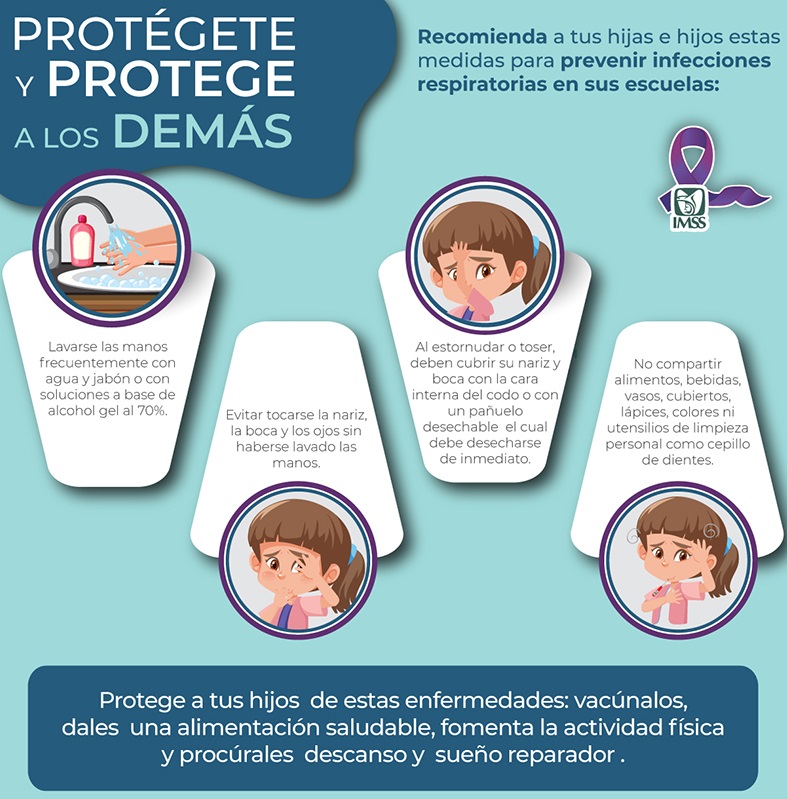 PROTÉGETE
Y PROTEGE
A LOS DEMÁS
Recomienda a tus hijas e hijos estas
medidas para prevenir infecciones
respiratorias en sus escuelas:
IMSS
Lavarse las manos
frecuentemente con
agua y jabón o con
soluciones a base de
alcohol gel al 70%.
Evitar tocarse la nariz,
la boca y los ojos sin
haberse lavado las
manos.
Al estornudar o toser,
deben cubrir su nariz y
boca con la cara
interna del codo o con
un pañuelo
desechable el cual
debe desecharse
de inmediato.
No compartir
alimentos, bebidas,
vasos, cubiertos,
lápices, colores ni
utensilios de limpieza
personal como cepillo
de dientes.
Protege a tus hijos de estas enfermedades: vacúnalos,
dales una alimentación saludable, fomenta la actividad física
y procúrales descanso y sueño reparador .